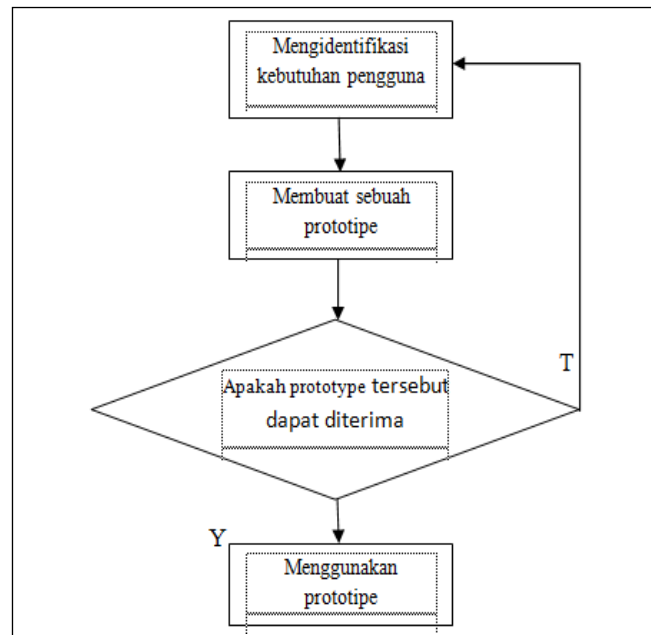 Mengidentifikasi
kebutuhan pengguna
Membuat sebuah
prototipe
Apakah prototype tersebut
dapat diterima
T
Y
Menggunakan
prototipe